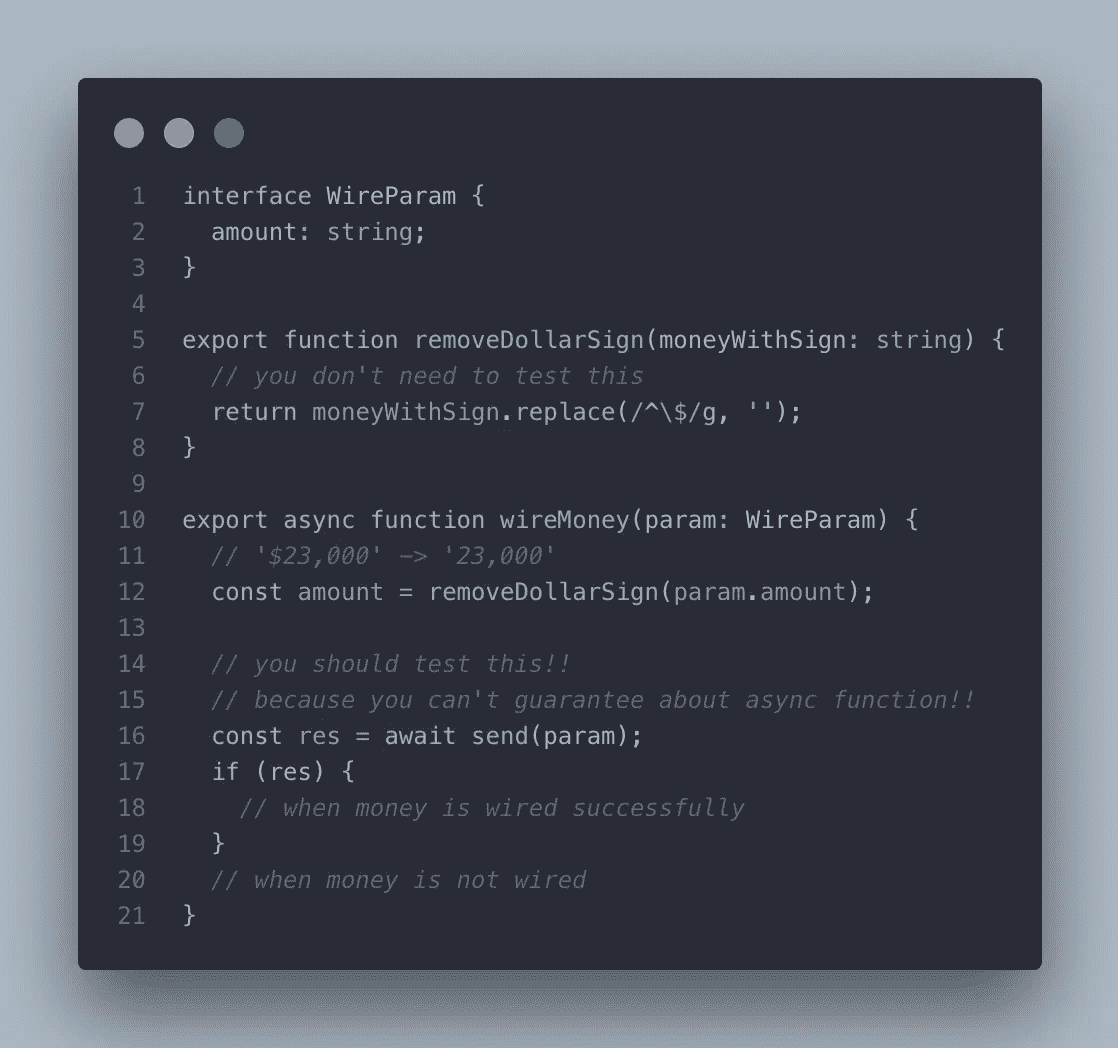 1 interface WireParam {
2   amount: string;
3 }
4
5 export function removeDollarSign(moneyWithSign: string) {
6   // you don't need to test this
7   return moneyWithSign.replace(/^\$/g, '');
8 }
9
10 export async function wireMoney(param: WireParam) {
11   // '$23,000' -> '23,000'
12   const amount = removeDollarSign(param.amount);
13
14   // you should test this!!
15   // because you can't guarantee about async function!!
16   const res = await send(param);
17   if (res) {
18     // when money is wired successfully
19   }
20   // when money is not wired
21 }